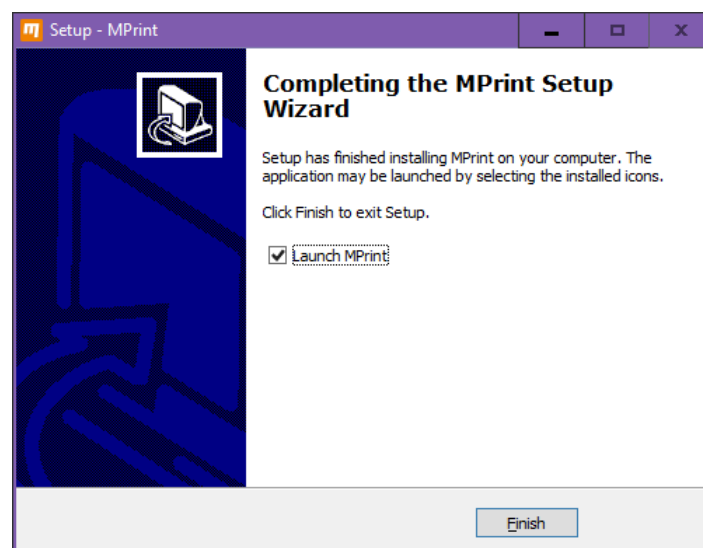 Setup - MPrint
Completing the MPrint Setup
Wizard
Setup has finished installing MPrint on your computer. The
application may be launched by selecting the installed icons.
Click Finish to exit Setup.
Launch MPrint
Finish